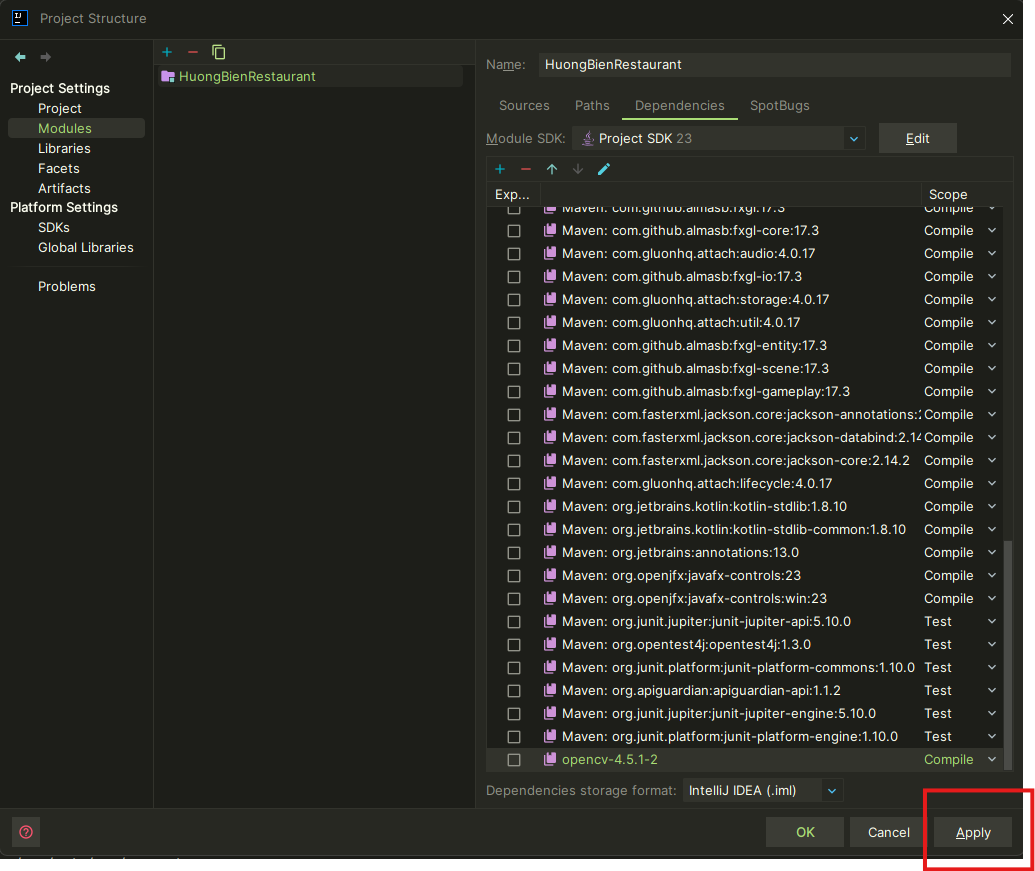 Project Structure
Project Settings
Project
Modules
Libraries
Facets
Artifacts
Platform Settings
SDKs
Global Libraries
Problems
HuongBienRestaurant
Name: HuongBienRestaurant
Sources Paths Dependencies SpotBugs
Module SDK: Project SDK 23 Edit
Exp... Scope
Maven: com.github.almasb:fxgl:17.3 Compile
Maven: com.github.almasb:fxgl-core:17.3 Compile
Maven: com.gluonhq.attach:audio:4.0.17 Compile
Maven: com.github.almasb:fxgl-io:17.3 Compile
Maven: com.gluonhq.attach:storage:4.0.17 Compile
Maven: com.gluonhq.attach:util:4.0.17 Compile
Maven: com.github.almasb:fxgl-entity:17.3 Compile
Maven: com.github.almasb:fxgl-scene:17.3 Compile
Maven: com.github.almasb:fxgl-gameplay:17.3 Compile
Maven: com.fasterxml.jackson.core:jackson-annotations:2 Compile
Maven: com.fasterxml.jackson.core:jackson-databind:2.14 Compile
Maven: com.fasterxml.jackson.core:jackson-core:2.14.2 Compile
Maven: com.gluonhq.attach:lifecycle:4.0.17 Compile
Maven: org.jetbrains.kotlin:kotlin-stdlib:1.8.10 Compile
Maven: org.jetbrains.kotlin:kotlin-stdlib-common:1.8.10 Compile
Maven: org.jetbrains:annotations:13.0 Compile
Maven: org.openjfx:javafx-controls:23 Compile
Maven: org.openjfx:javafx-controls:win:23 Compile
Maven: org.junit.jupiter:junit-jupiter-api:5.10.0 Test
Maven: org.opentest4j:opentest4j:1.3.0 Test
Maven: org.junit.platform:junit-platform-commons:1.10.0 Test
Maven: org.apiguardian:apiguardian-api:1.1.2 Test
Maven: org.junit.jupiter:junit-jupiter-engine:5.10.0 Test
Maven: org.junit.platform:junit-platform-engine:1.10.0 Test
opencv-4.5.1-2 Compile
Dependencies storage format: IntelliJ IDEA (.iml)
OK Cancel Apply